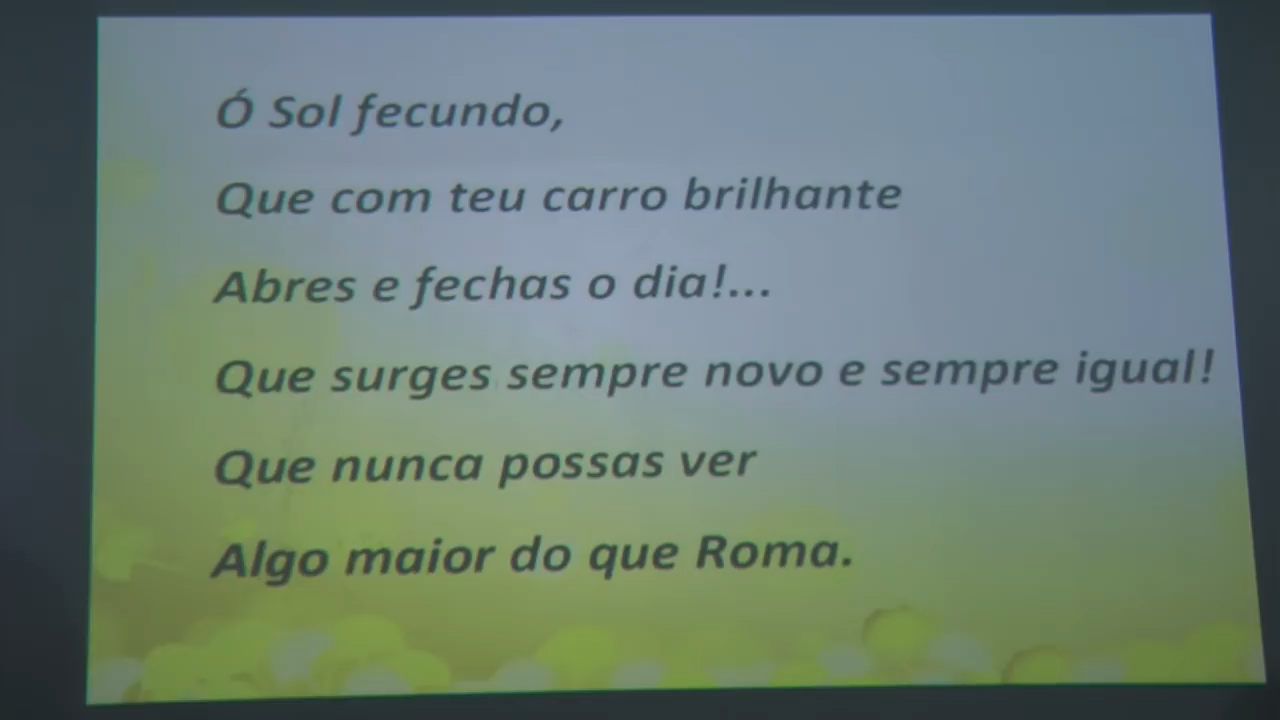 Ó Sol fecundo,
Que com teu carro brilhante
Abres e fechas o dia!...
Que surges sempre novo e sempre igual!
Que nunca possas ver
Algo maior do que Roma.